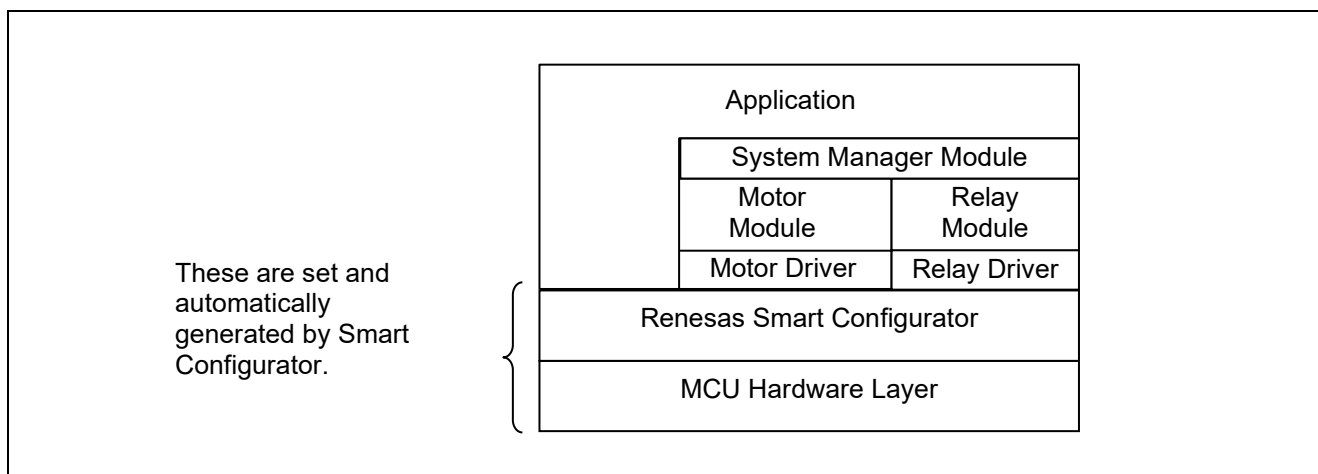 Application
System Manager Module
Motor
Module
Relay
Module
Motor Driver
Relay Driver
These are set and
automatically
generated by Smart
Configurator.
Renesas Smart Configurator
MCU Hardware Layer